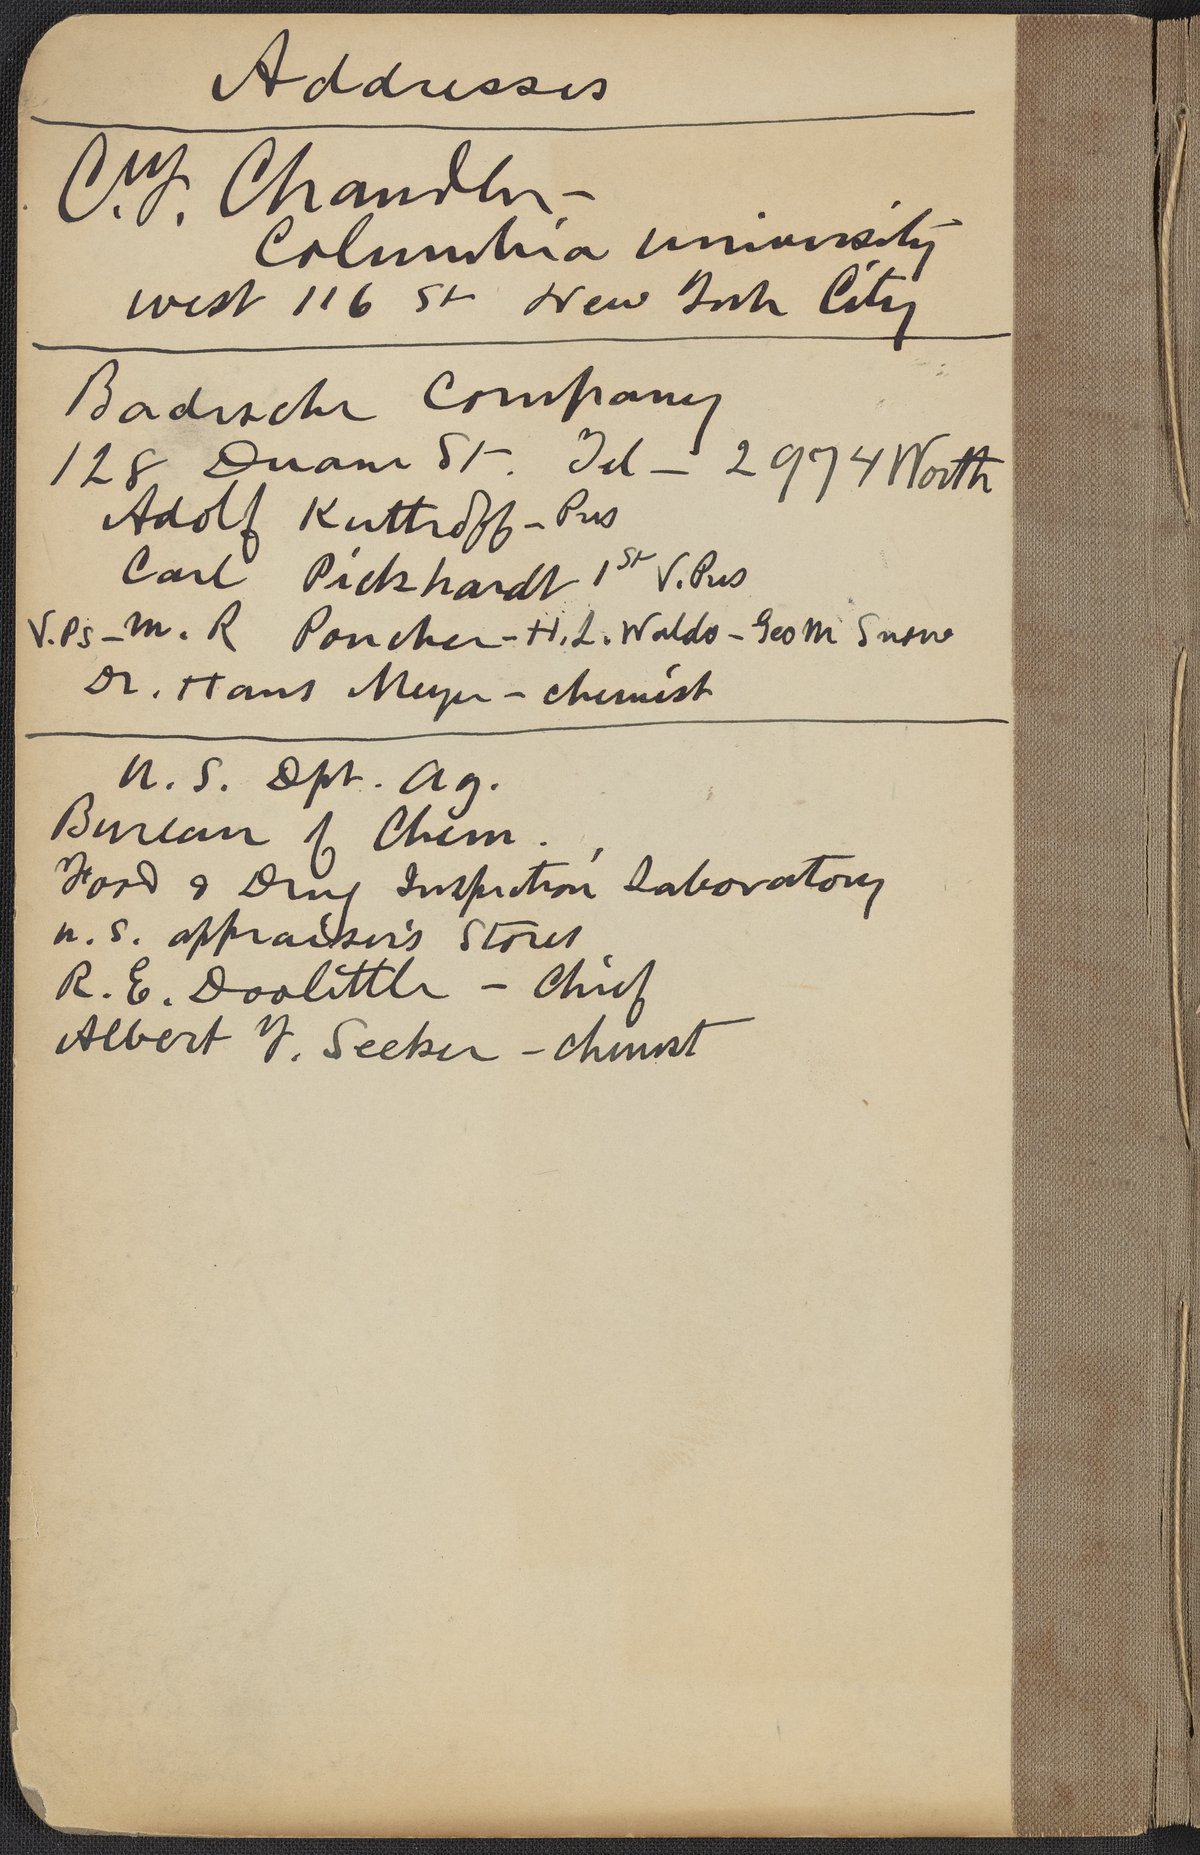 Addresses
C. F. Chandler -
Columbia University
west 116 St New York City
Badische Company
128 Duane St. Tel - 2974 Worth
Adolf Kuttroff - Pres
Carl Pickhardt 1st V. Pres
V.Ps - M. R Poucher - H. L. Waldo - Geo M Snow
Dr. Hans Meyer - chemist
U. S. Dpt. Ag.
Bureau of Chem.
Food & Drug Inspection Laboratory
U. S. appraiser's Stores
R. E. Doolittle - Chief
Albert F. Seeker - chemist